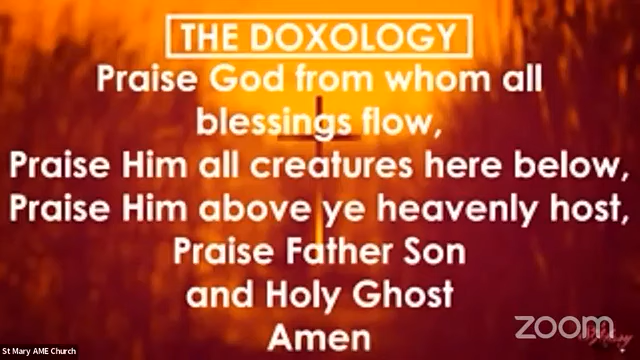 THE DOXOLOGY
Praise God from whom all
blessings flow,
Praise Him all creatures here below,
Praise Him above ye heavenly host,
Praise Father Son
and Holy Ghost
Amen
zoom
St Mary AME Church